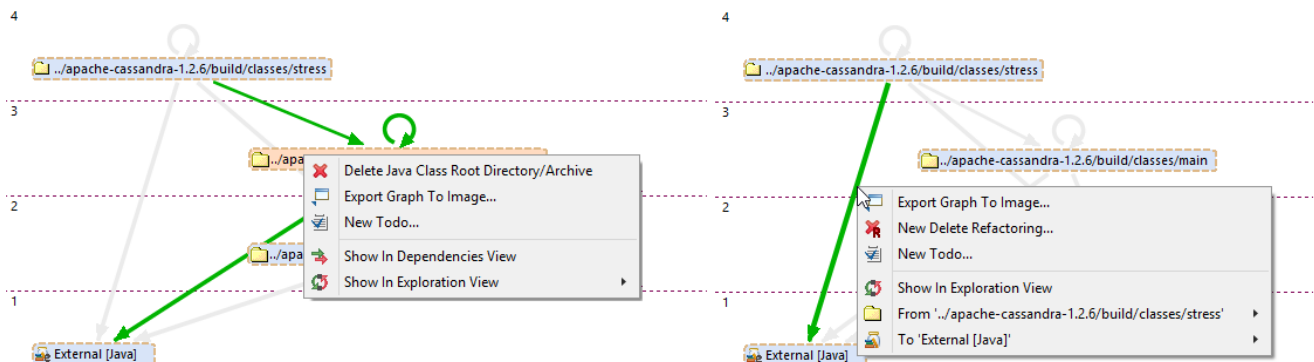 4
../apache-cassandra-1.2.6/build/classes/stress
3
../apa
Delete Java Class Root Directory/Archive
Export Graph To Image...
2
New Todo...
../apa
Show In Dependencies View
Show In Exploration View
1
External [Java]
4
../apache-cassandra-1.2.6/build/classes/stress
3
../apache-cassandra-1.2.6/build/classes/main
2
Export Graph To Image...
New Delete Refactoring...
New Todo...
Show In Exploration View
1
From '../apache-cassandra-1.2.6/build/classes/stress'
To 'External [Java]'
External [Java]